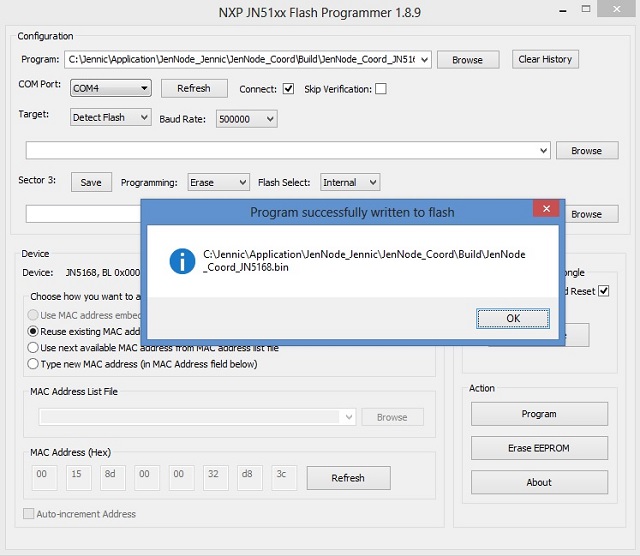 NXP JN51xx Flash Programmer 1.8.9
Configuration
Program: C:\Jennic\Application\JenNode_Jennic\JenNode_Coord\Build\JenNode_Coord_JN516 Browse Clear History
COM Port: COM4 Refresh Connect: Skip Verification:
Target: Detect Flash Baud Rate: 500000
Browse
Sector 3: Save Programming: Erase Flash Select: Internal
Browse
Program successfully written to flash
C:\Jennic\Application\JenNode_Jennic\JenNode_Coord\Build\JenNode
_Coord_JN5168.bin
OK
Device
Device: JN5168, BL 0x000
Choose how you want to a
Use MAC address embed
Reuse existing MAC add
Use next available MAC address from MAC address list file
Type new MAC address (in MAC Address field below)
MAC Address List File
Browse
MAC Address (Hex)
00 15 8d 00 00 32 d8 3c Refresh
Auto-increment Address
ongle
d Reset
Action
Program
Erase EEPROM
About